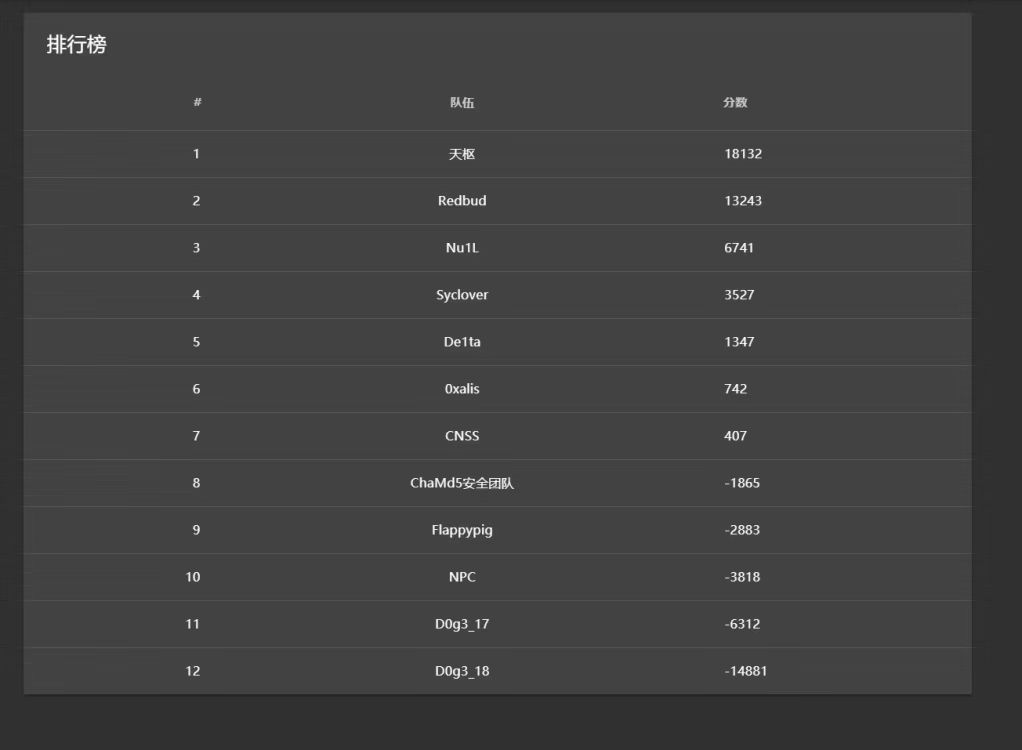 排行榜
# 队伍 分数
1 天枢 18132
2 Redbud 13243
3 Nu1L 6741
4 Syclover 3527
5 De1ta 1347
6 0xalis 742
7 CNSS 407
8 ChaMd5安全团队 -1865
9 Flappypig -2883
10 NPC -3818
11 D0g3_17 -6312
12 D0g3_18 -14881